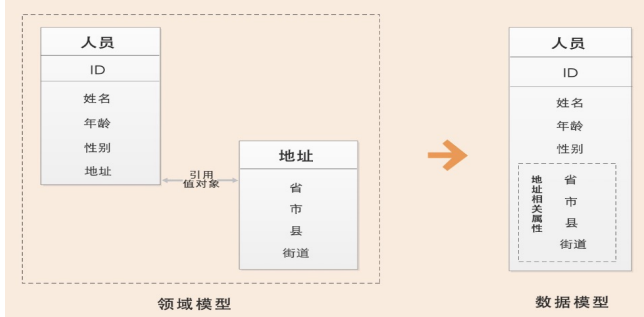 人员
ID
姓名
年龄
性别
地址
引用
值对象
地址
省
市
县
街道
领域模型
人员
ID
姓名
年龄
性别
地址相关属性
省
市
县
街道
数据模型